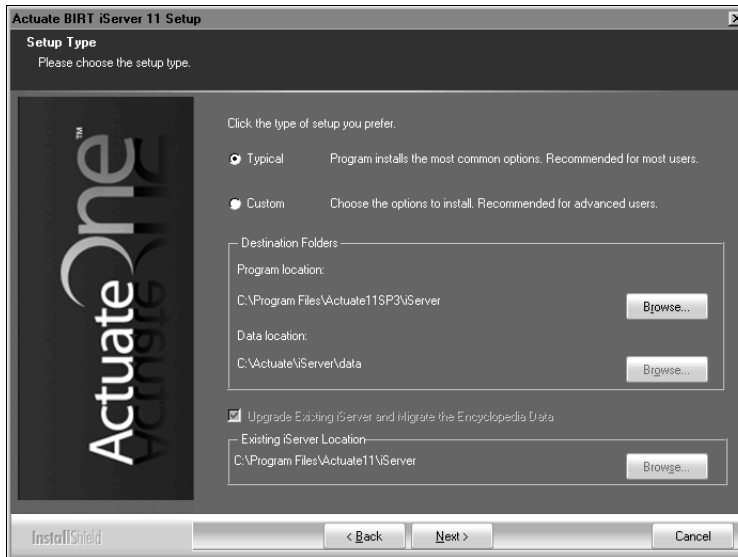 Actuate BIRT iServer 11 Setup
Setup Type
Please choose the setup type.
ActuateOne™
Click the type of setup you prefer.
Typical Program installs the most common options. Recommended for most users.
Custom Choose the options to install. Recommended for advanced users.
Destination Folders
Program location:
C:\Program Files\Actuate11SP3\iServer
Browse...
Data location:
C:\Actuate\iServer\data
Browse...
Upgrade Existing iServer and Migrate the Encyclopedia Data
Existing iServer Location
C:\Program Files\Actuate11\iServer
Browse...
InstallShield
< Back Next > Cancel